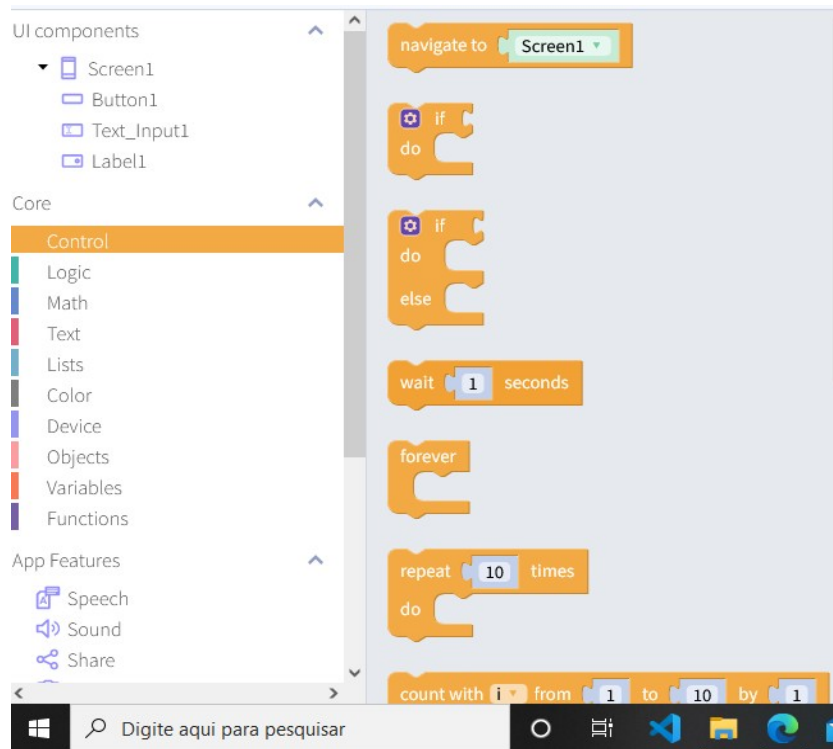 UI components
Screen1
Button1
Text_Input1
Label1
Core
Control
Logic
Math
Text
Lists
Color
Device
Objects
Variables
Functions
App Features
Speech
Sound
Share
navigate to Screen1
if
do
if
do
else
wait 1 seconds
forever
repeat 10 times
do
count with i from 1 to 10 by 1
Digite aqui para pesquisar